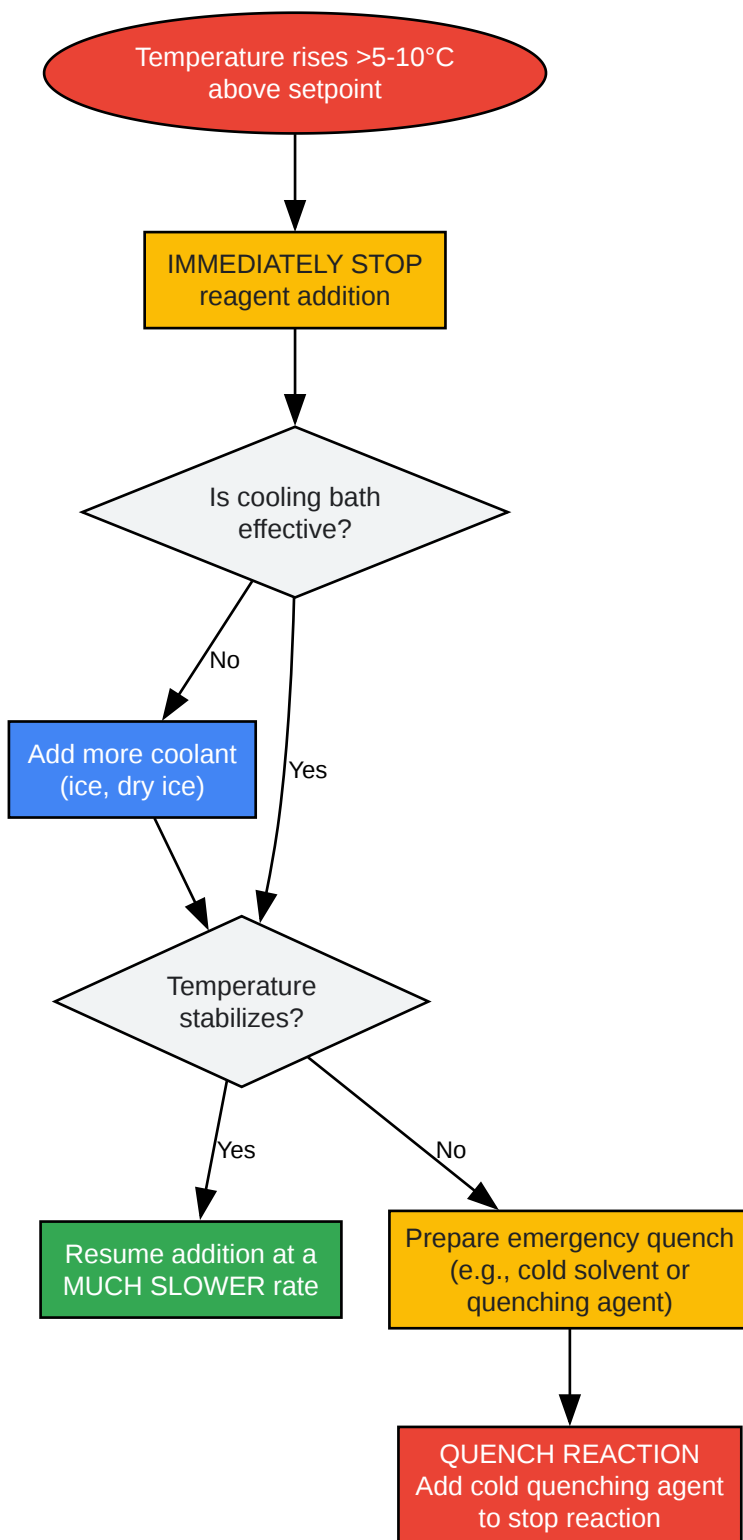 Temperature rises >5-10°C
above setpoint
IMMEDIATELY STOP
reagent addition
Is cooling bath
effective?
No
Add more coolant
(ice, dry ice)
Yes
Temperature
stabilizes?
Yes
No
Resume addition at a
MUCH SLOWER rate
Prepare emergency quench
(e.g., cold solvent or
quenching agent)
QUENCH REACTION
Add cold quenching agent
to stop reaction